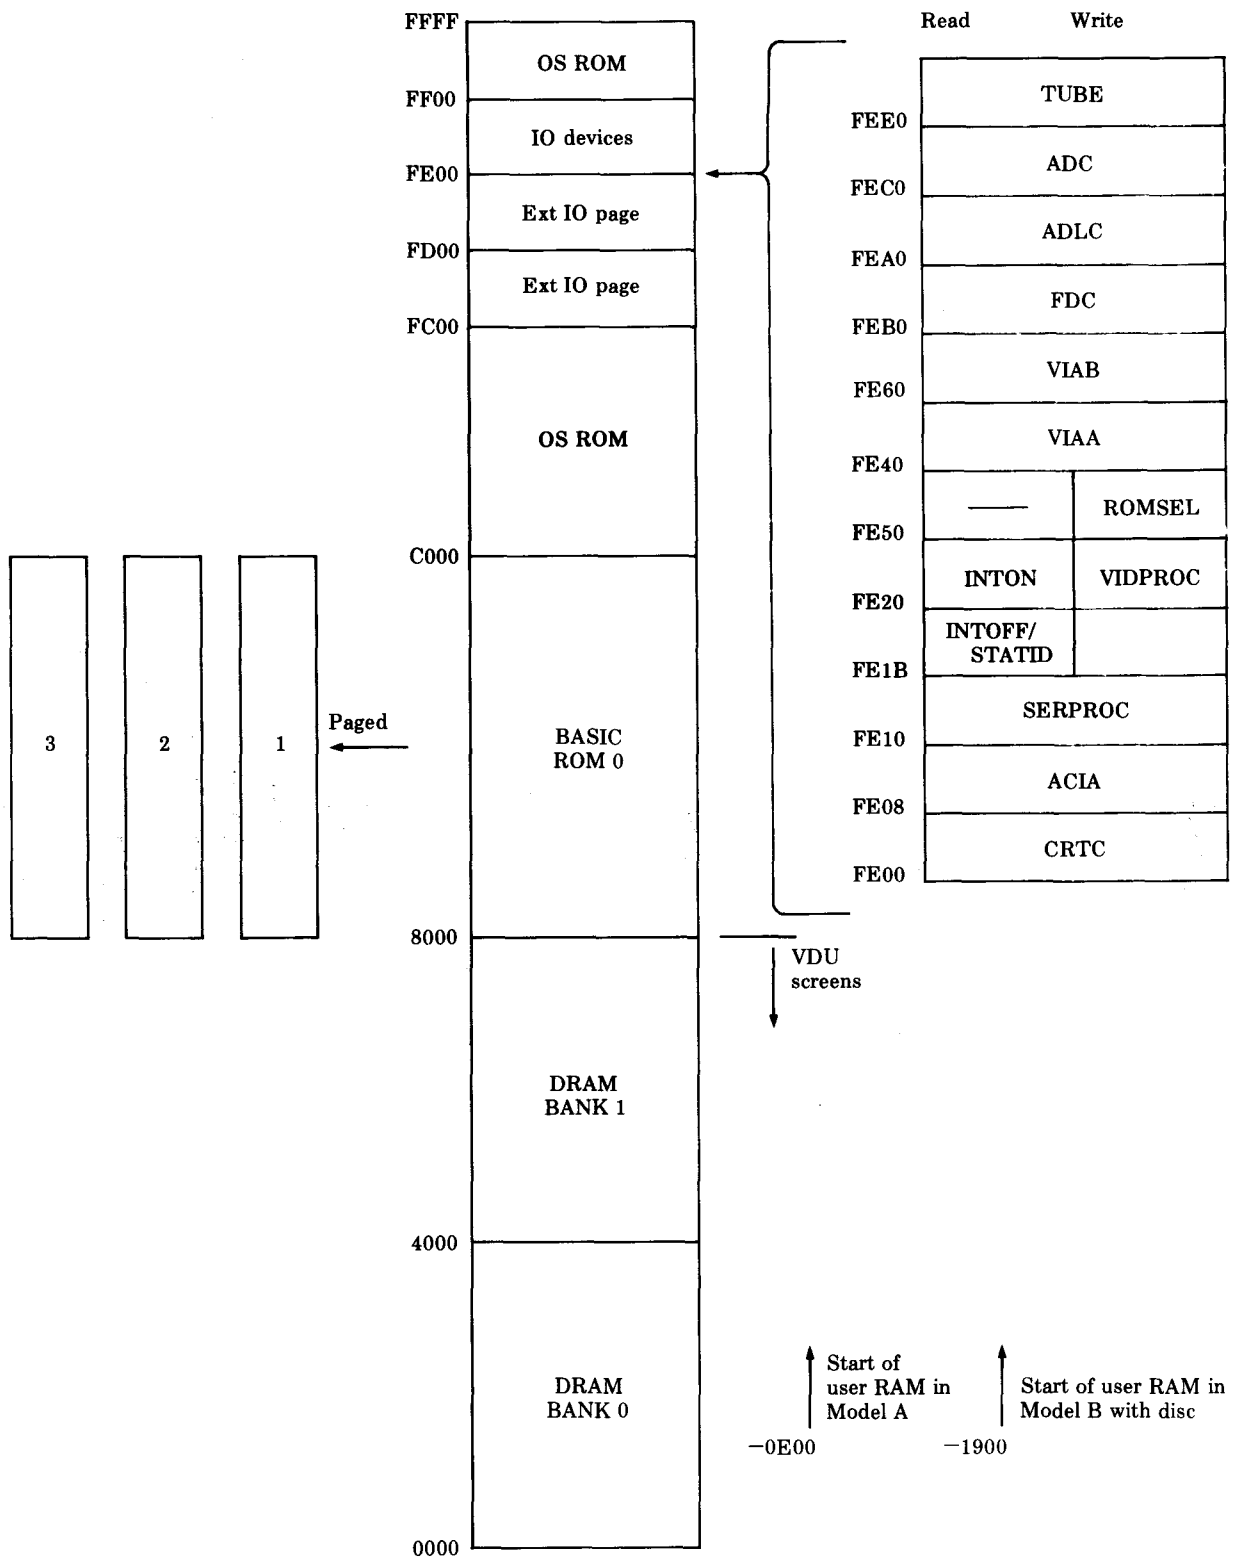 FFFF
OS ROM
FF00
IO devices
FE00
Ext IO page
FD00
Ext IO page
FC00
OS ROM
C000
3
2
1
Paged
BASIC
ROM 0
8000
DRAM
BANK 1
4000
DRAM
BANK 0
0000
Read
Write
TUBE
FEE0
ADC
FEC0
ADLC
FEA0
FDC
FEB0
VIAB
FE60
VIAA
FE40
—
ROMSEL
FE50
INTON
VIDPROC
FE20
INTOFF/
STATID
FE1B
SERPROC
FE10
ACIA
FE08
CRTC
FE00
VDU
screens
Start of
user RAM in
Model A
—0E00
Start of user RAM in
Model B with disc
—1900